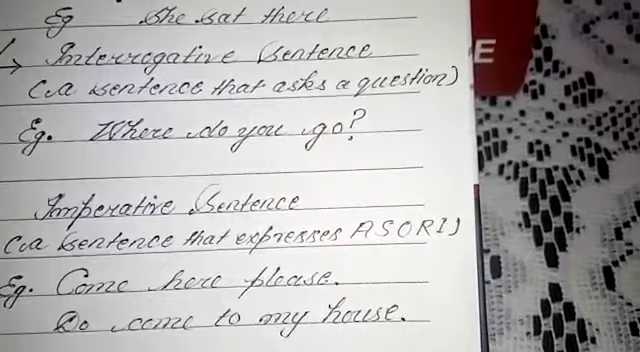 Eg She sat there
Interrogative Sentence
(a sentence that asks a question)
Eg. Where do you go?
Imperative Sentence
(a sentence that expresses ASORI)
Eg. Come here please.
Do come to my house.
E